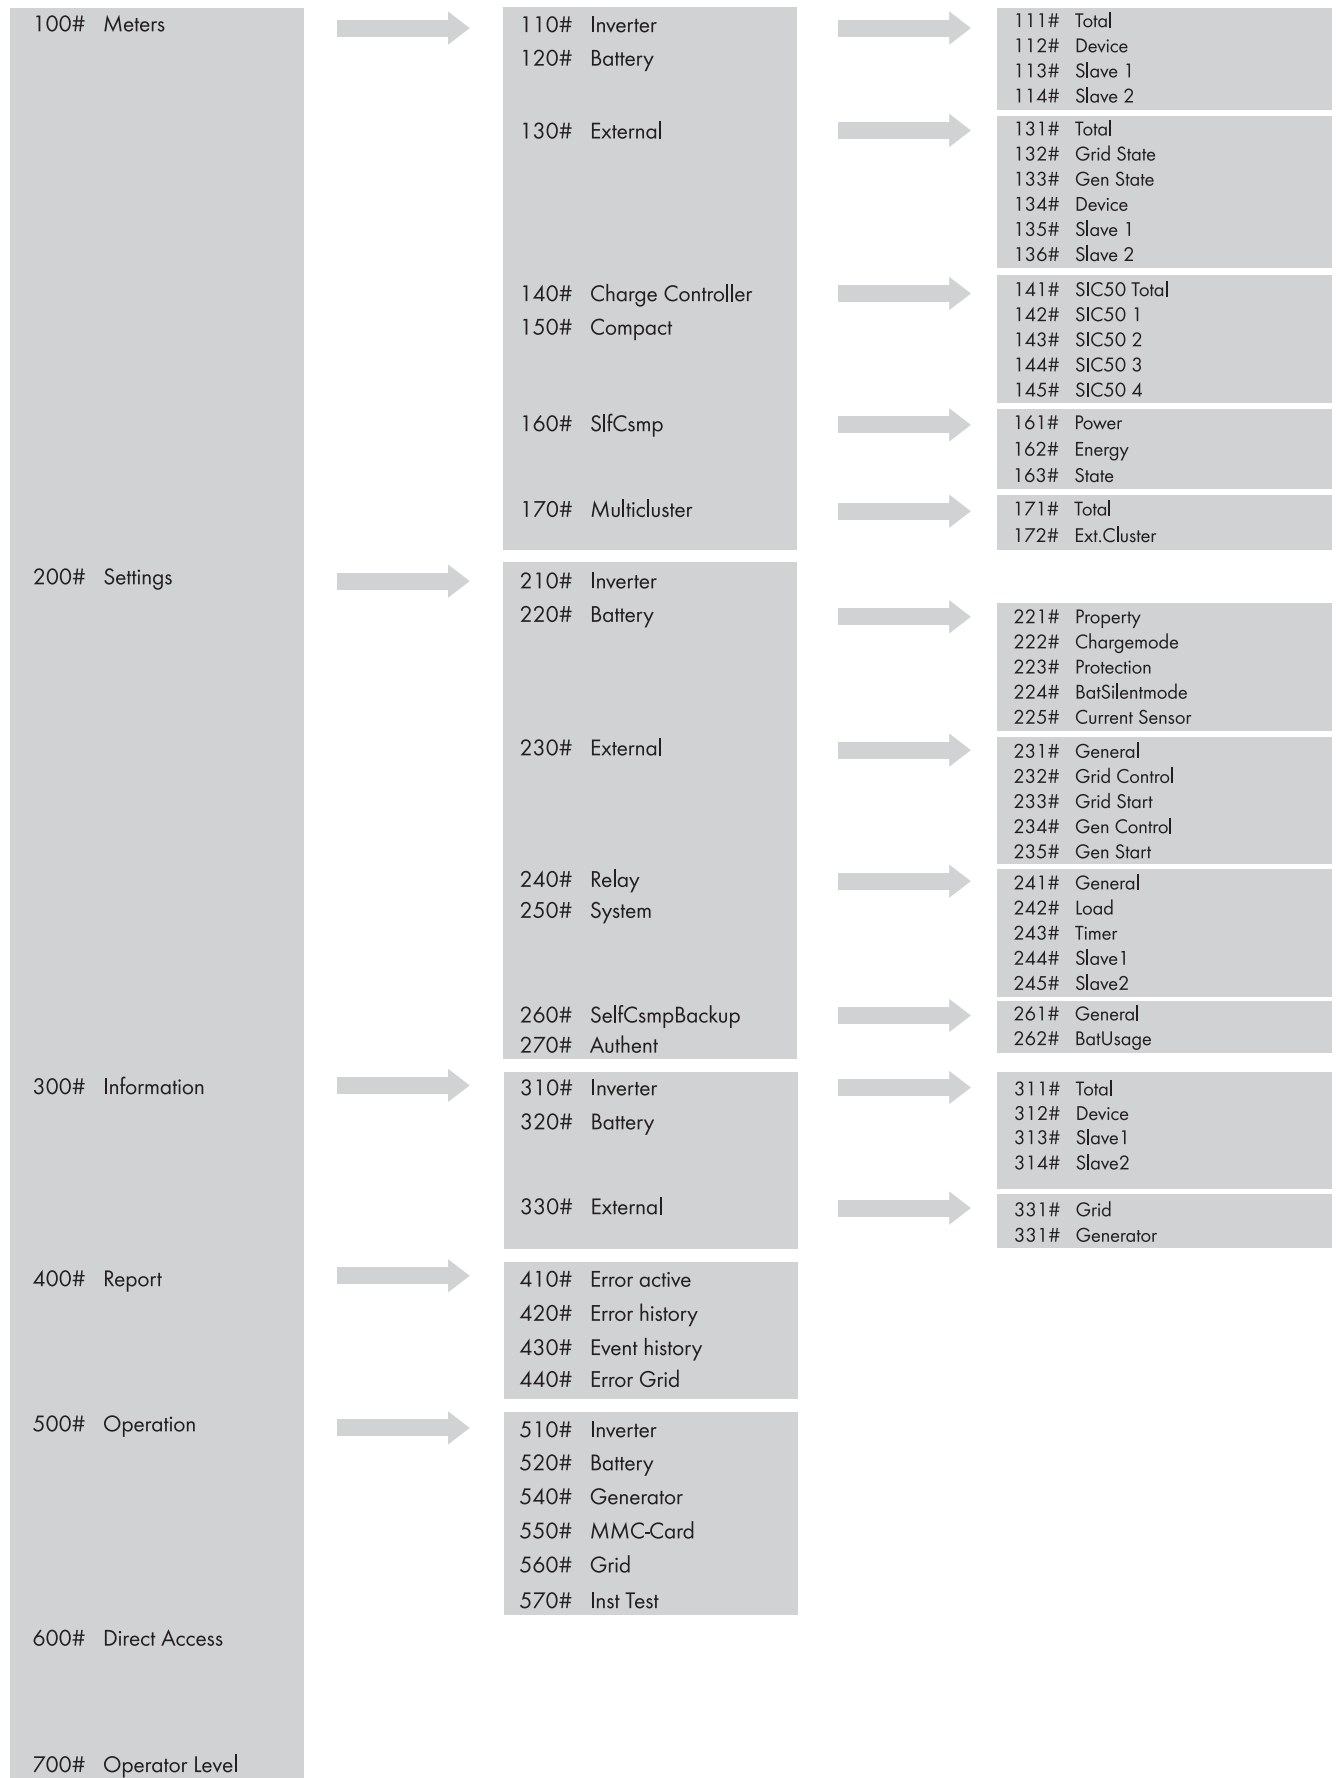 100# Meters
110# Inverter
120# Battery
111# Total
112# Device
113# Slave 1
114# Slave 2
130# External
131# Total
132# Grid State
133# Gen State
134# Device
135# Slave 1
136# Slave 2
140# Charge Controller
150# Compact
141# SIC50 Total
142# SIC50 1
143# SIC50 2
144# SIC50 3
145# SIC50 4
160# SlfCsmp
161# Power
162# Energy
163# State
170# Multicluster
171# Total
172# Ext.Cluster
200# Settings
210# Inverter
220# Battery
221# Property
222# Chargemode
223# Protection
224# BatSilentmode
225# Current Sensor
230# External
231# General
232# Grid Control
233# Grid Start
234# Gen Control
235# Gen Start
240# Relay
250# System
241# General
242# Load
243# Timer
244# Slave1
245# Slave2
260# SelfCsmpBackup
270# Authent
261# General
262# BatUsage
300# Information
310# Inverter
320# Battery
311# Total
312# Device
313# Slave1
314# Slave2
330# External
331# Grid
331# Generator
400# Report
410# Error active
420# Error history
430# Event history
440# Error Grid
500# Operation
510# Inverter
520# Battery
540# Generator
550# MMC-Card
560# Grid
570# Inst Test
600# Direct Access
700# Operator Level